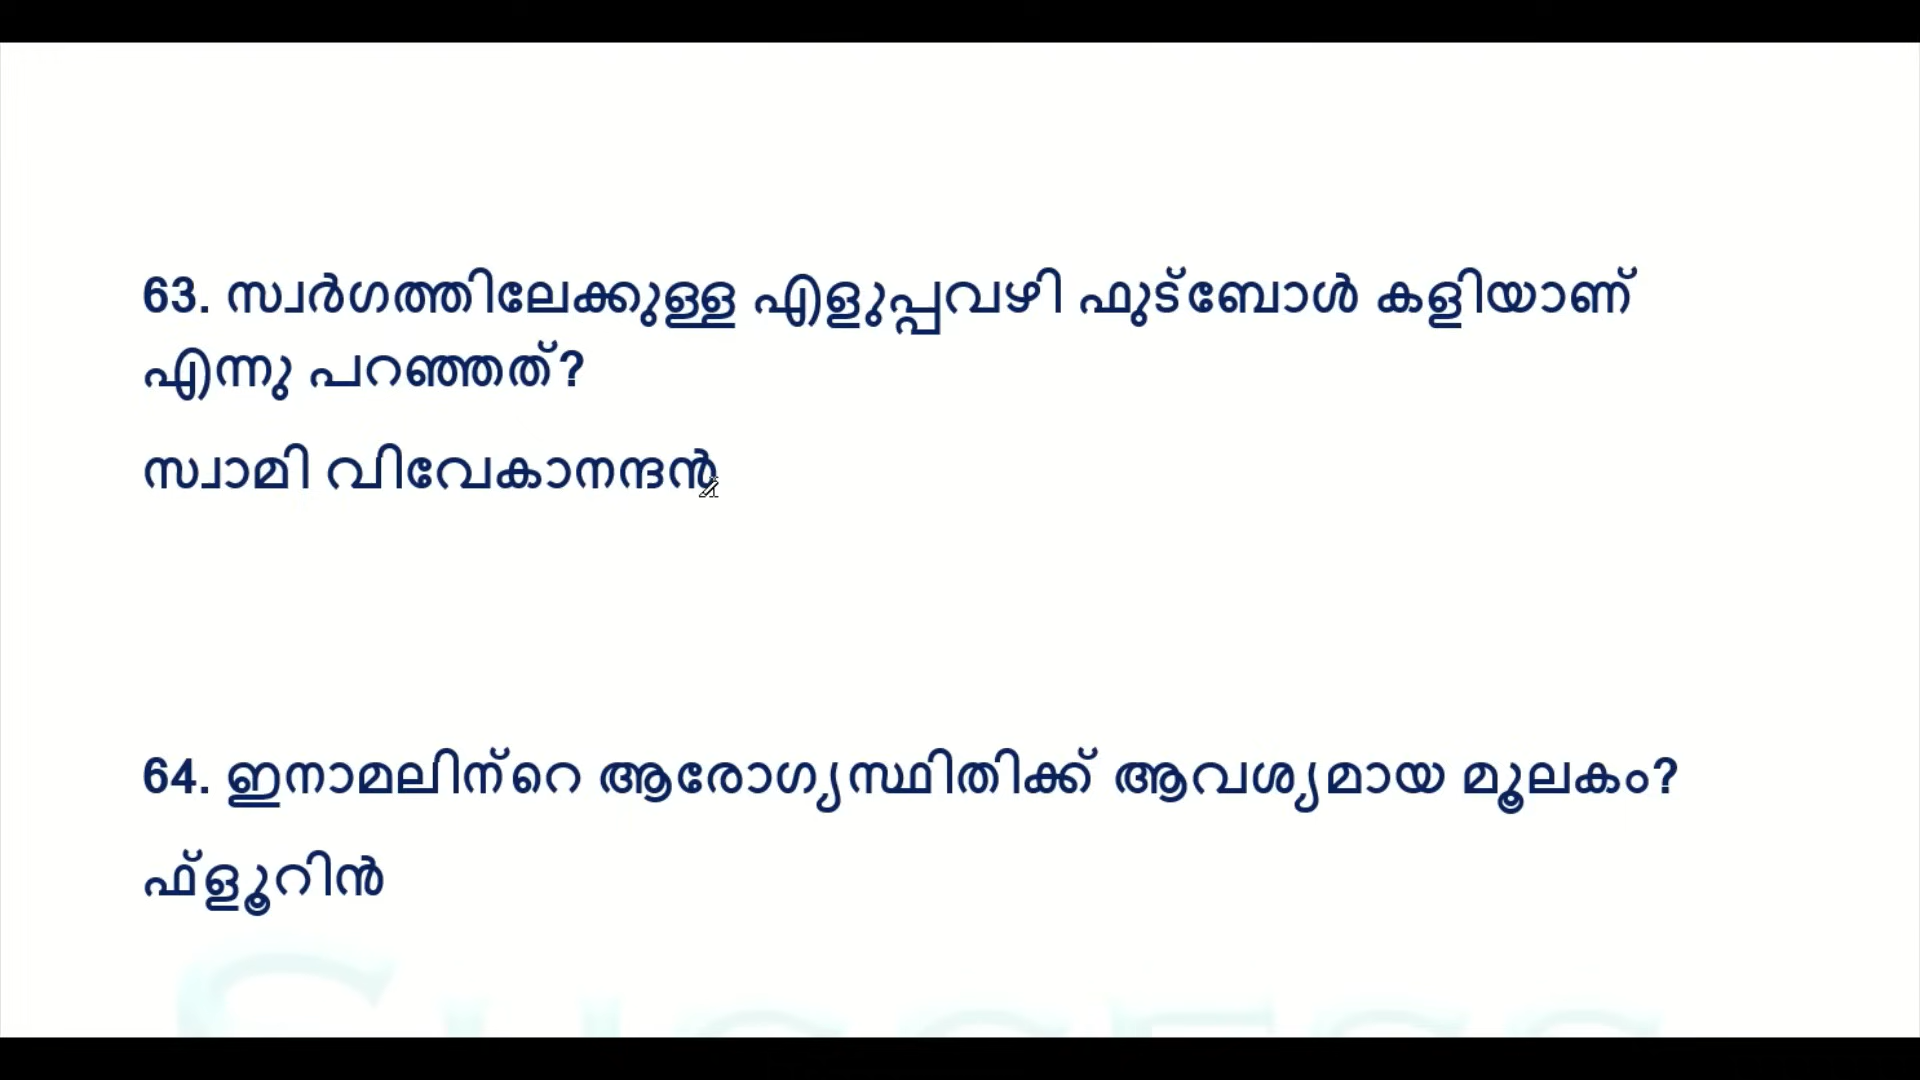 63. സ്വർഗത്തിലേക്കുള്ള എളുപ്പവഴി ഫുട്ബോൾ കളിയാണ്
എന്നു പറഞ്ഞത്?
സ്വാമി വിവേകാനന്ദൻ
64. ഇനാമലിന്റെ ആരോഗ്യസ്ഥിതിക്ക് ആവശ്യമായ മൂലകം?
ഫ്ളൂറിൻ